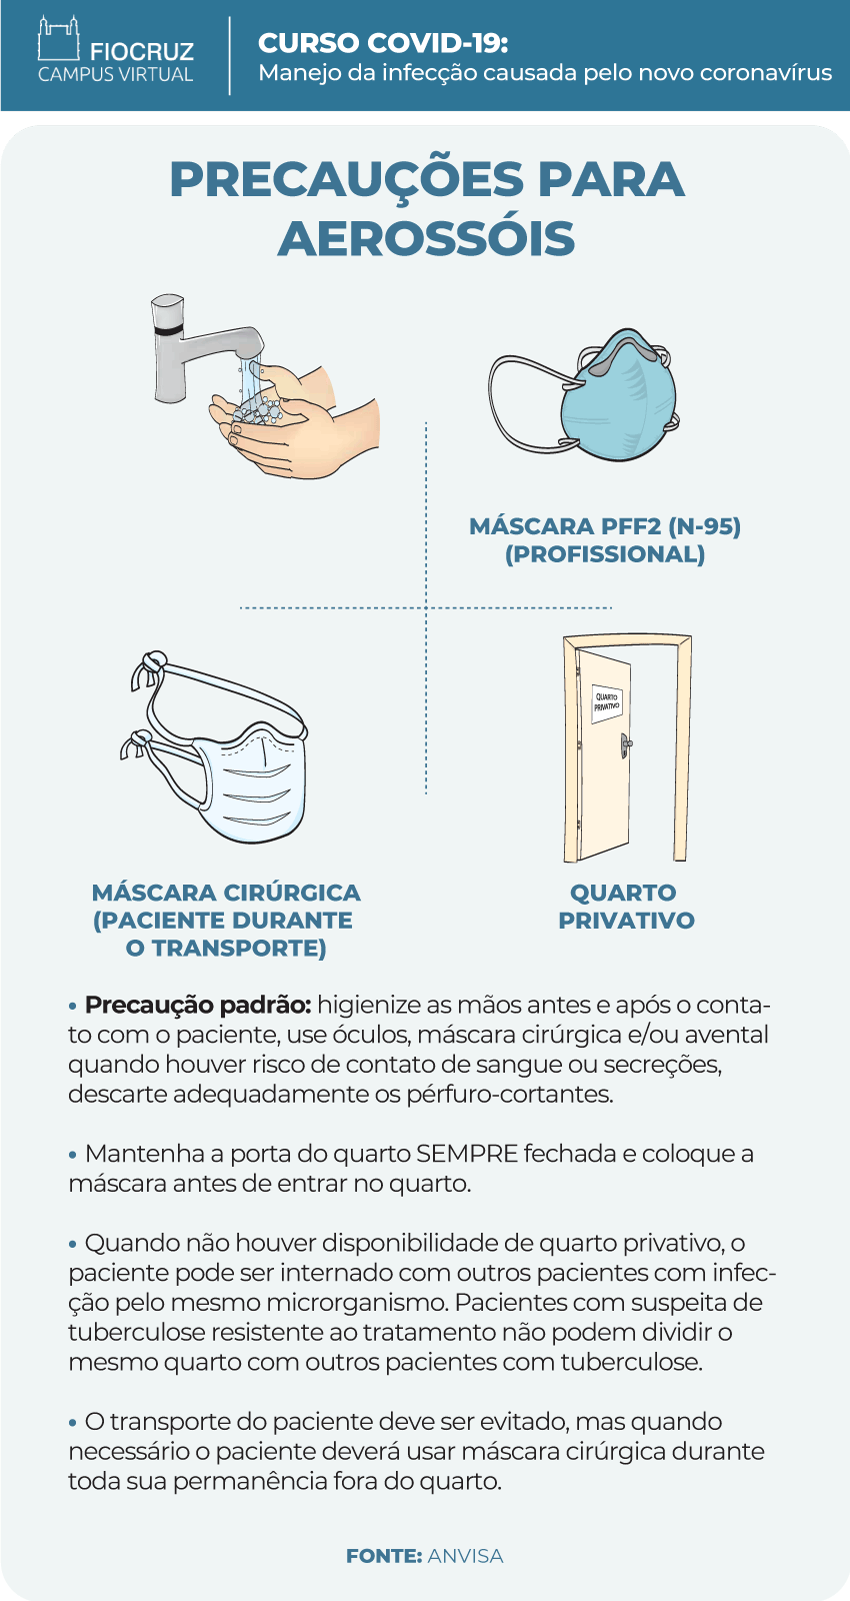 FIOCRUZ
CAMPUS VIRTUAL
CURSO COVID-19:
Manejo da infecção causada pelo novo coronavírus
PRECAUÇÕES PARA
AEROSSÓIS
MÁSCARA PFF2 (N-95)
(PROFISSIONAL)
QUARTO
PRIVATIVO
MÁSCARA CIRÚRGICA
(PACIENTE DURANTE
O TRANSPORTE)
QUARTO
PRIVATIVO
• Precaução padrão: higienize as mãos antes e após o conta-
to com o paciente, use óculos, máscara cirúrgica e/ou avental
quando houver risco de contato de sangue ou secreções,
descarte adequadamente os pérfuro-cortantes.
• Mantenha a porta do quarto SEMPRE fechada e coloque a
máscara antes de entrar no quarto.
• Quando não houver disponibilidade de quarto privativo, o
paciente pode ser internado com outros pacientes com infec-
ção pelo mesmo microrganismo. Pacientes com suspeita de
tuberculose resistente ao tratamento não podem dividir o
mesmo quarto com outros pacientes com tuberculose.
• O transporte do paciente deve ser evitado, mas quando
necessário o paciente deverá usar máscara cirúrgica durante
toda sua permanência fora do quarto.
FONTE: ANVISA